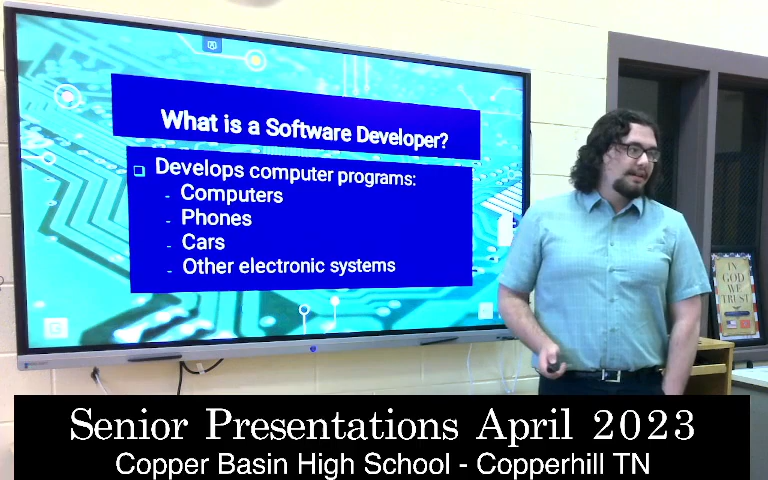 What is a Software Developer?
Develops computer programs:
- Computers
- Phones
- Cars
- Other electronic systems
IN
GOD
WE
TRUST
Senior Presentations April 2023
Copper Basin High School - Copperhill TN